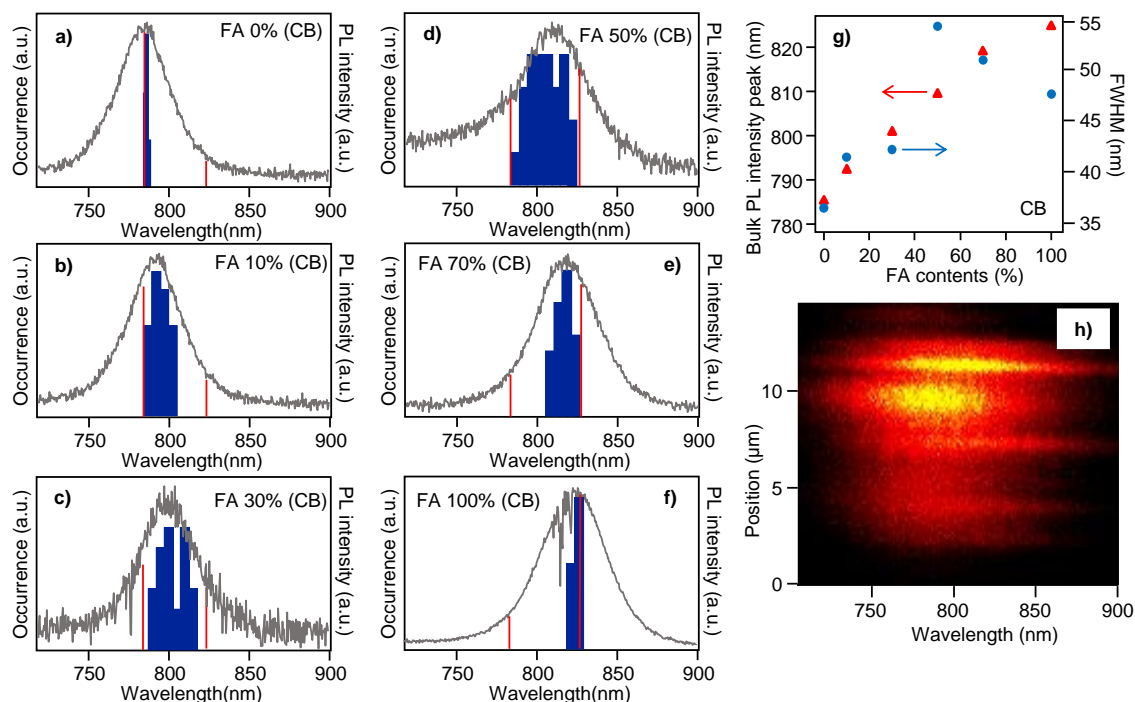 a)
FA 0% (CB)
Occurrence (a.u.)
PL intensity (a.u.)
750 800 850 900
Wavelength(nm)
b)
FA 10% (CB)
Occurrence (a.u.)
PL intensity (a.u.)
750 800 850 900
Wavelength(nm)
c)
FA 30% (CB)
Occurrence (a.u.)
PL intensity (a.u.)
750 800 850 900
Wavelength(nm)
d)
FA 50% (CB)
Occurrence (a.u.)
PL intensity (a.u.)
750 800 850 900
Wavelength(nm)
FA 70% (CB)
e)
Occurrence (a.u.)
PL intensity (a.u.)
750 800 850 900
Wavelength(nm)
FA 100% (CB)
f)
Occurrence (a.u.)
PL intensity (a.u.)
750 800 850 900
Wavelength(nm)
g)
Bulk PL intensity peak (nm)
820
810
800
790
780
55
50
45
40
35
FWHM (nm)
CB
0 20 40 60 80 100
FA contents (%)
h)
Position (µm)
10
5
0
750 800 850 900
Wavelength (nm)